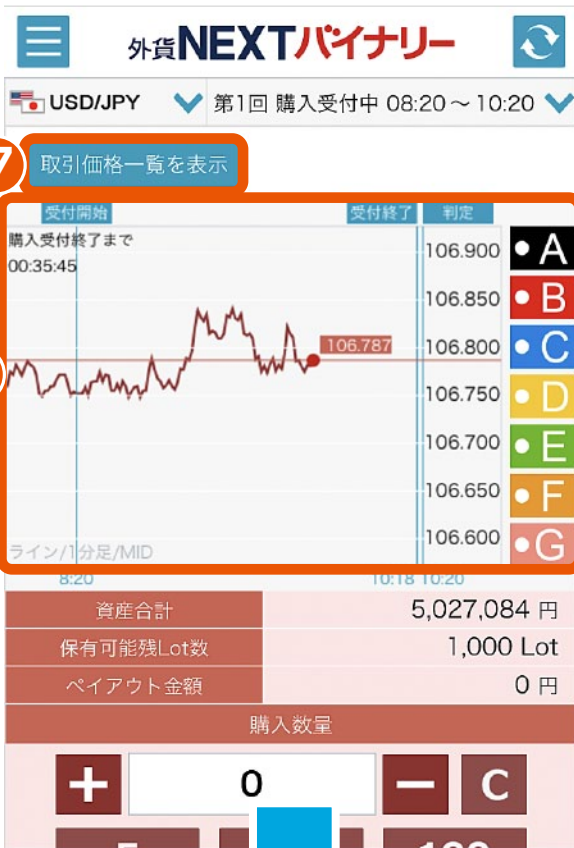 外貨NEXTバイナリー
USD/JPY 第1回 購入受付中 08:20～10:20
7 取引価格一覧を表示
受付開始 受付終了 判定
購入受付終了まで
00:35:45
106.900 A
106.850 B
106.787
106.800 C
106.750 D
106.700 E
106.650 F
106.600 G
ライン/1分足/MID
8:20 10:18 10:20
資産合計 5,027,084 円
保有可能残Lot数 1,000 Lot
ペイアウト金額 0 円
購入数量
+ 0 − C